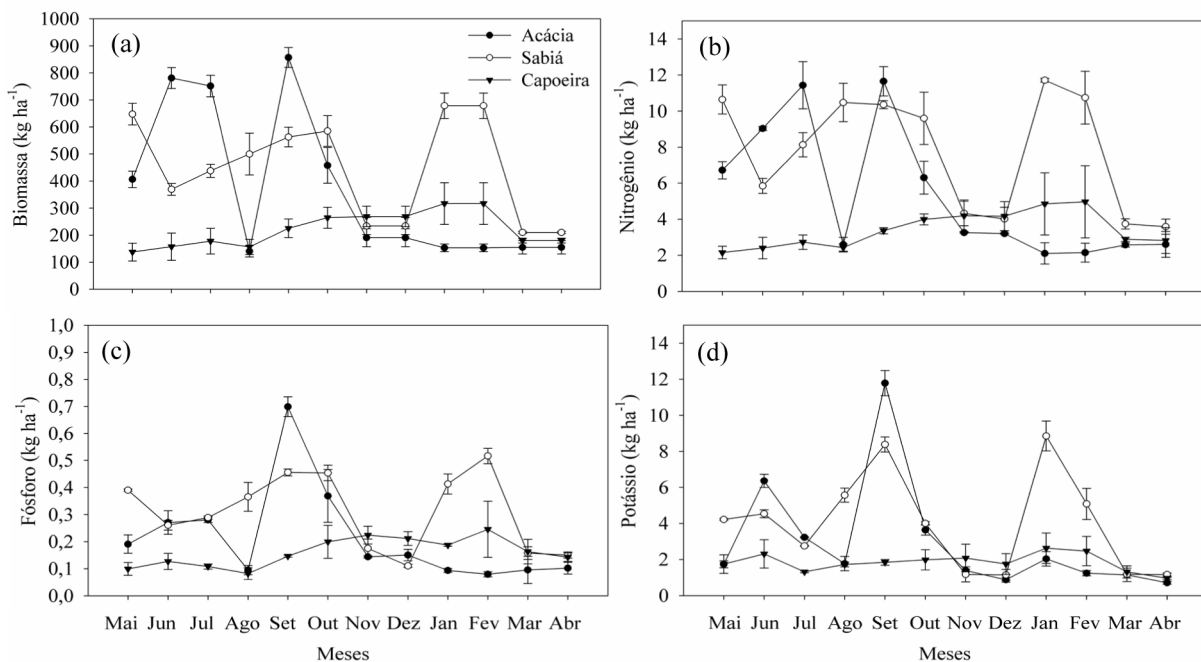 (a)
Acácia
Sabiá
Capoeira
Biomassa (kg ha⁻¹)
1000
900
800
700
600
500
400
300
200
100
0
(b)
Nitrogênio (kg ha⁻¹)
14
12
10
8
6
4
2
0
(c)
Fósforo (kg ha⁻¹)
1,0
0,9
0,8
0,7
0,6
0,5
0,4
0,3
0,2
0,1
0,0
Mai Jun Jul Ago Set Out Nov Dez Jan Fev Mar Abr
Meses
(d)
Potássio (kg ha⁻¹)
14
12
10
8
6
4
2
0
Mai Jun Jul Ago Set Out Nov Dez Jan Fev Mar Abr
Meses